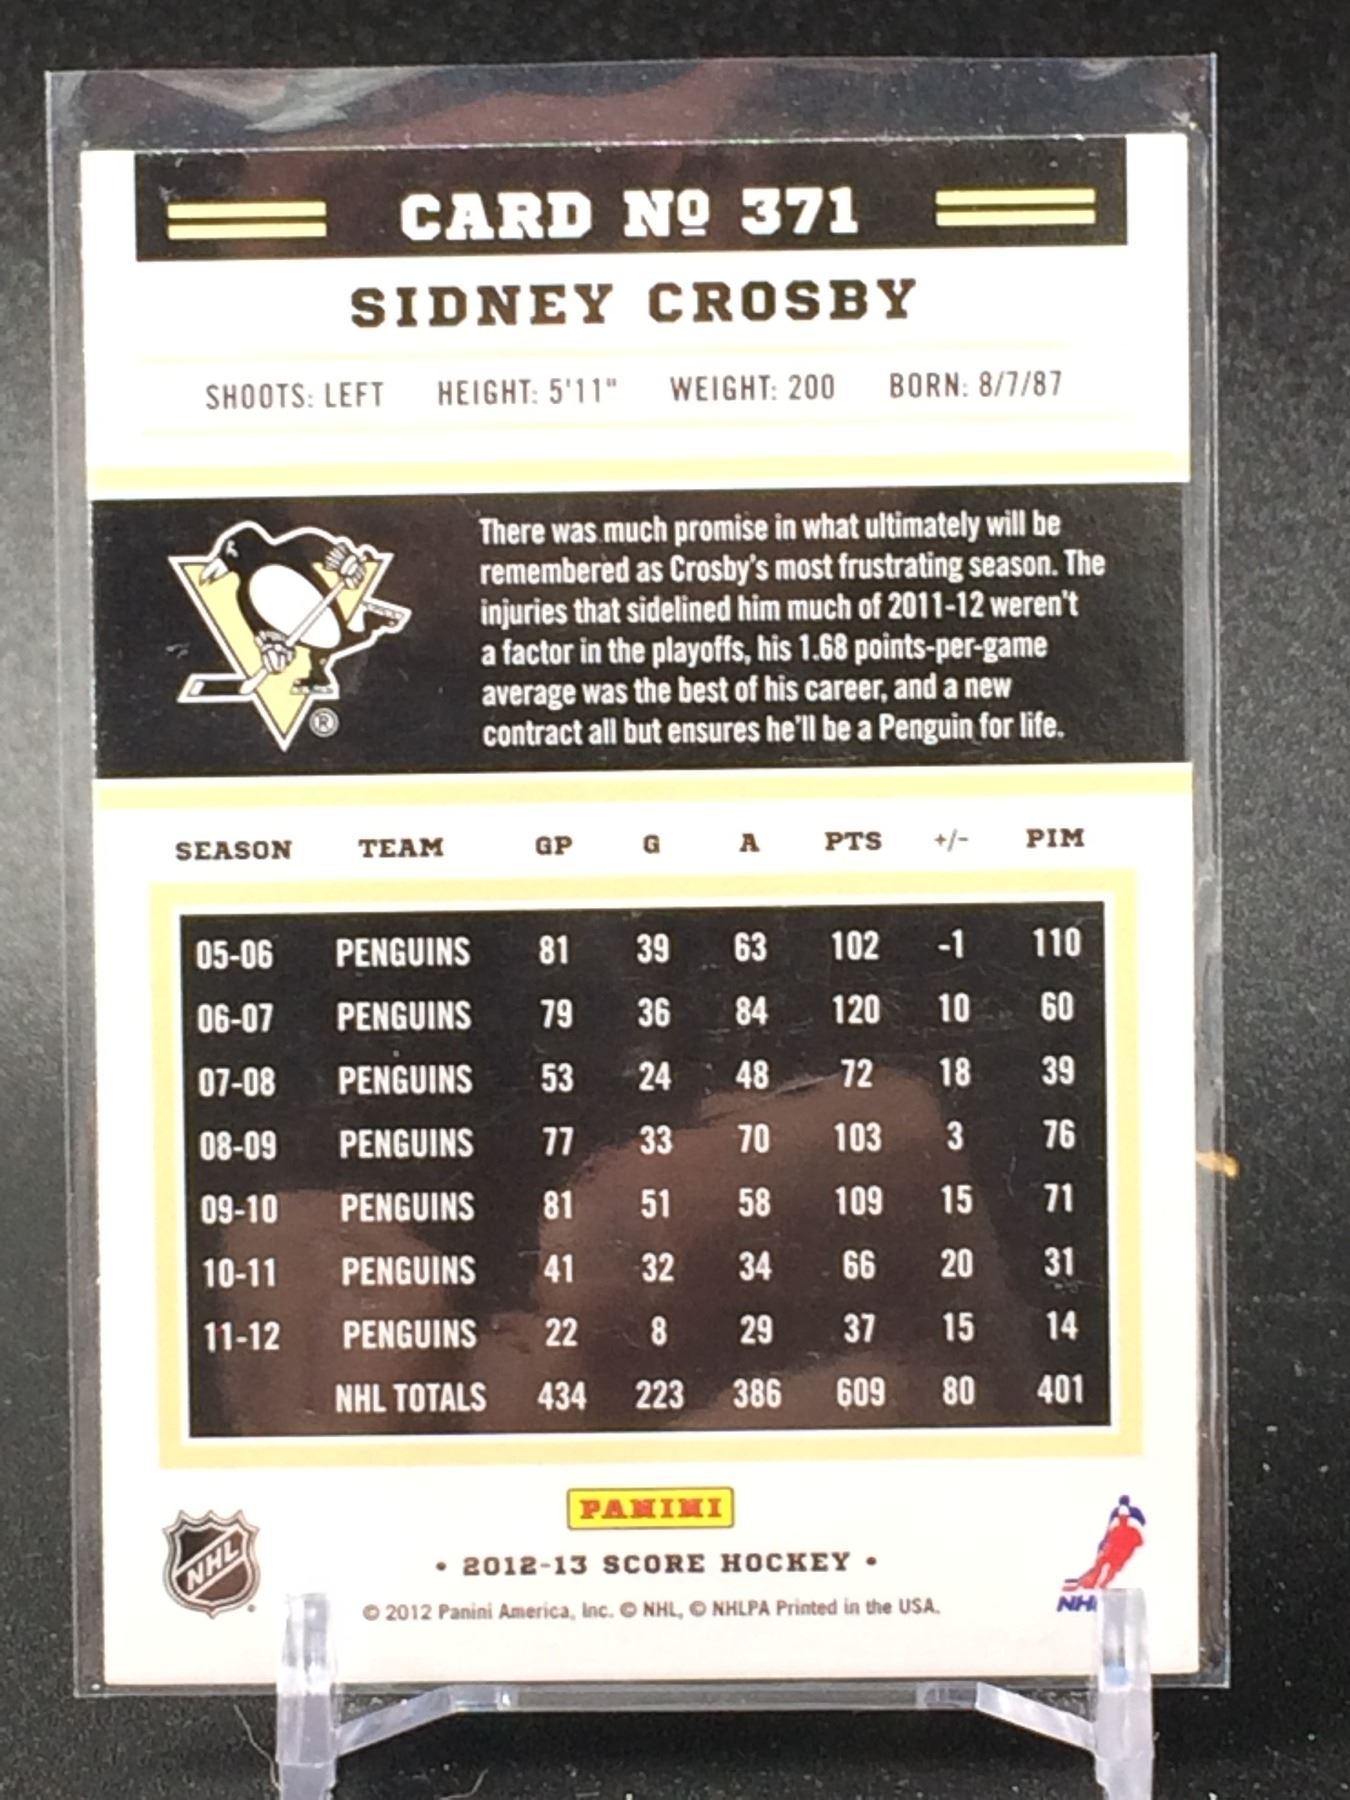 CARD Nº 371
SIDNEY CROSBY
SHOOTS: LEFT HEIGHT: 5'11" WEIGHT: 200 BORN: 8/7/87
There was much promise in what ultimately will be
remembered as Crosby's most frustrating season. The
injuries that sidelined him much of 2011-12 weren't
a factor in the playoffs, his 1.68 points-per-game
average was the best of his career, and a new
contract all but ensures he'll be a Penguin for life.
®
SEASON TEAM GP G A PTS +/- PIM
05-06 PENGUINS 81 39 63 102 -1 110
06-07 PENGUINS 79 36 84 120 10 60
07-08 PENGUINS 53 24 48 72 18 39
08-09 PENGUINS 77 33 70 103 3 76
09-10 PENGUINS 81 51 58 109 15 71
10-11 PENGUINS 41 32 34 66 20 31
11-12 PENGUINS 22 8 29 37 15 14
NHL TOTALS 434 223 386 609 80 401
PANINI
NHL
• 2012-13 SCORE HOCKEY •
© 2012 Panini America, Inc. © NHL, © NHLPA Printed in the USA.